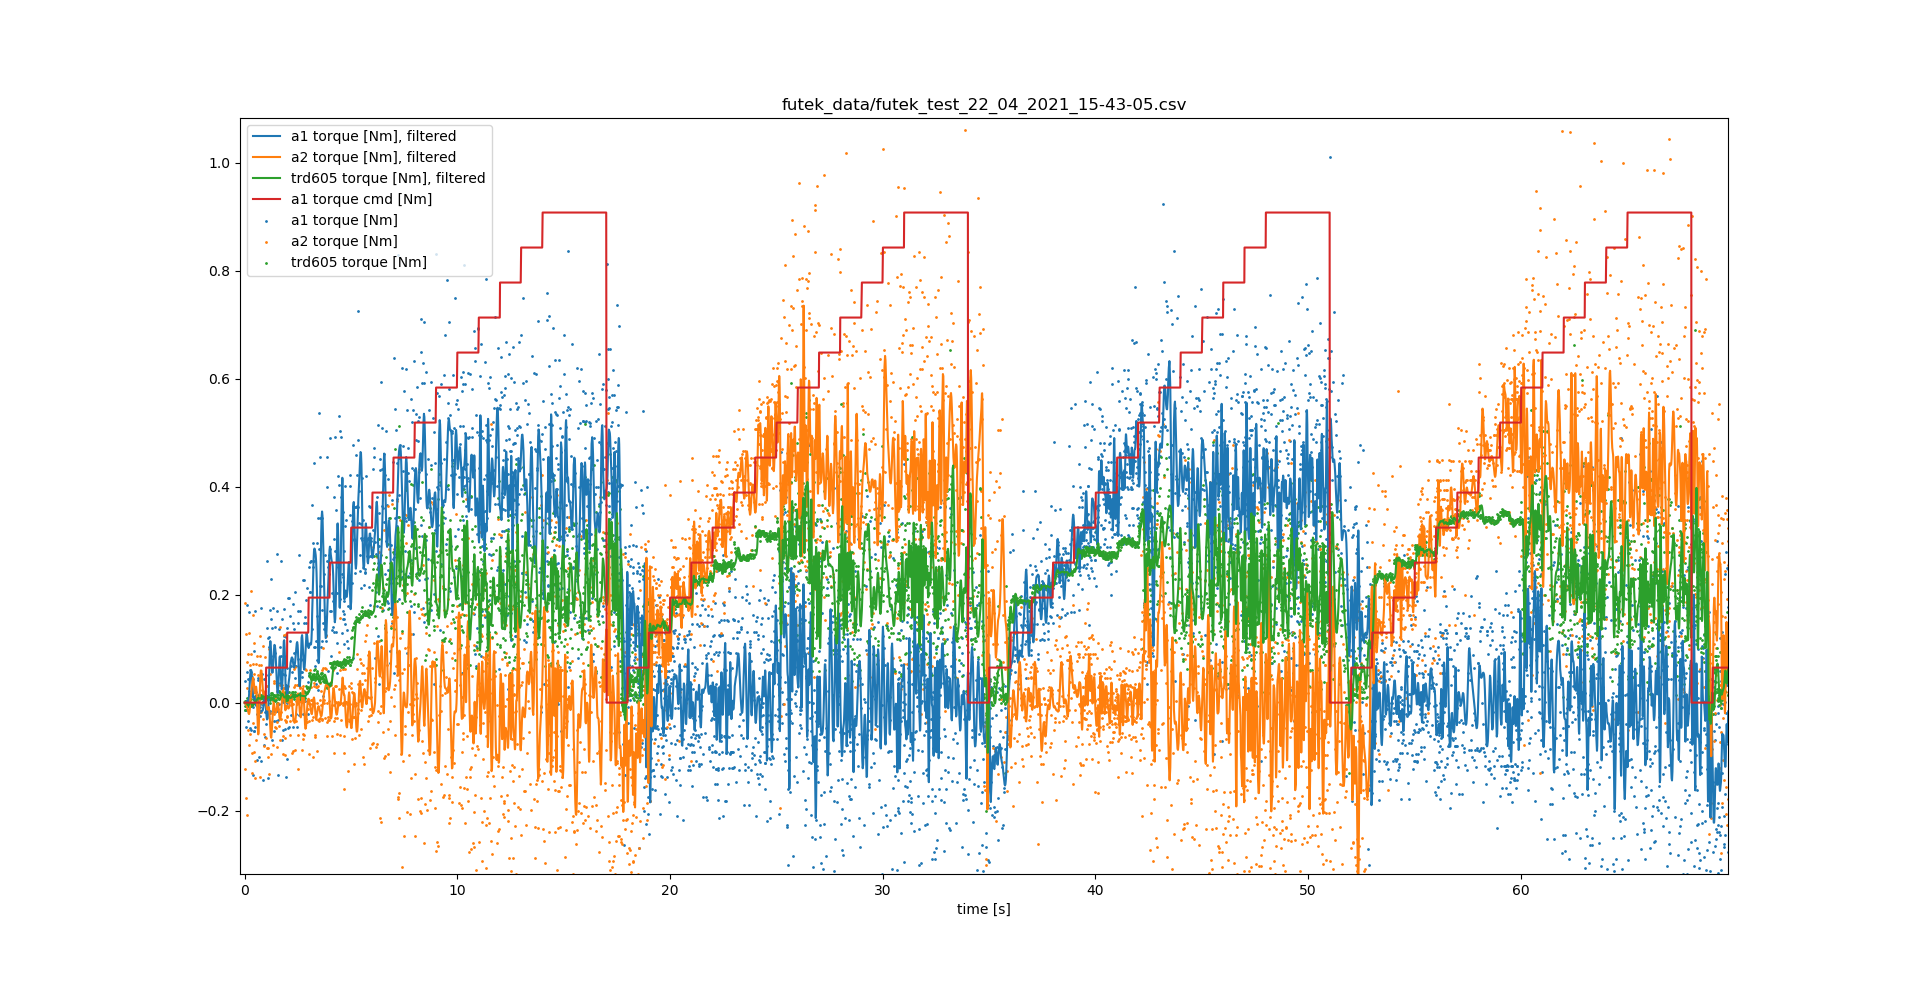 futek_data/futek_test_22_04_2021_15-43-05.csv
a1 torque [Nm], filtered
a2 torque [Nm], filtered
trd605 torque [Nm], filtered
a1 torque cmd [Nm]
a1 torque [Nm]
a2 torque [Nm]
trd605 torque [Nm]
1.0
0.8
0.6
0.4
0.2
0.0
−0.2
0 10 20 30 40 50 60
time [s]